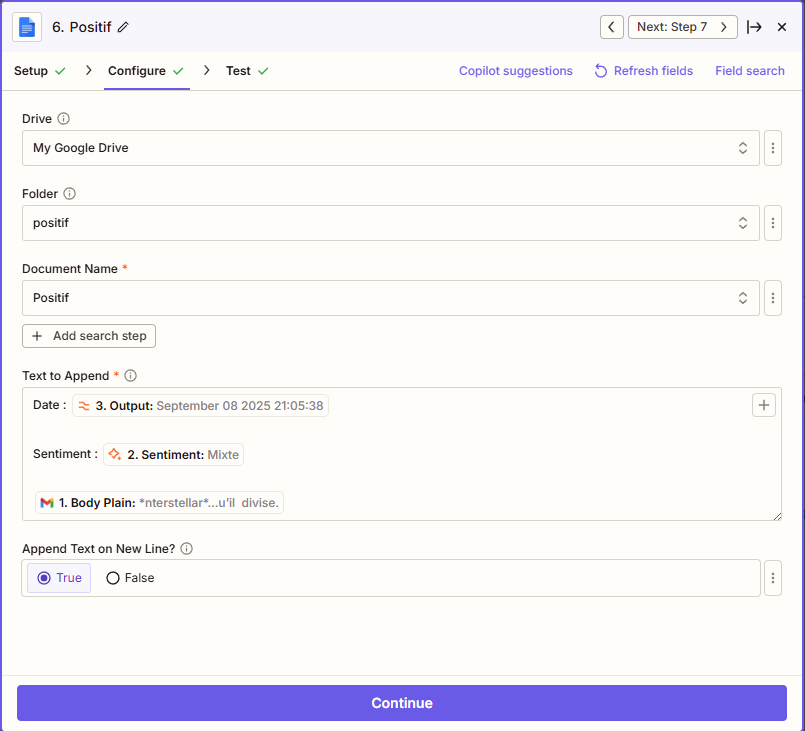 6. Positif
Next: Step 7
Setup
Configure
Test
Copilot suggestions
Refresh fields
Field search
Drive
My Google Drive
Folder
positif
Document Name *
Positif
+ Add search step
Text to Append *
Date : 3. Output: September 08 2025 21:05:38
Sentiment : 2. Sentiment: Mixte
1. Body Plain: *nterstellar*...u'il divise.
Append Text on New Line?
True
False
Continue